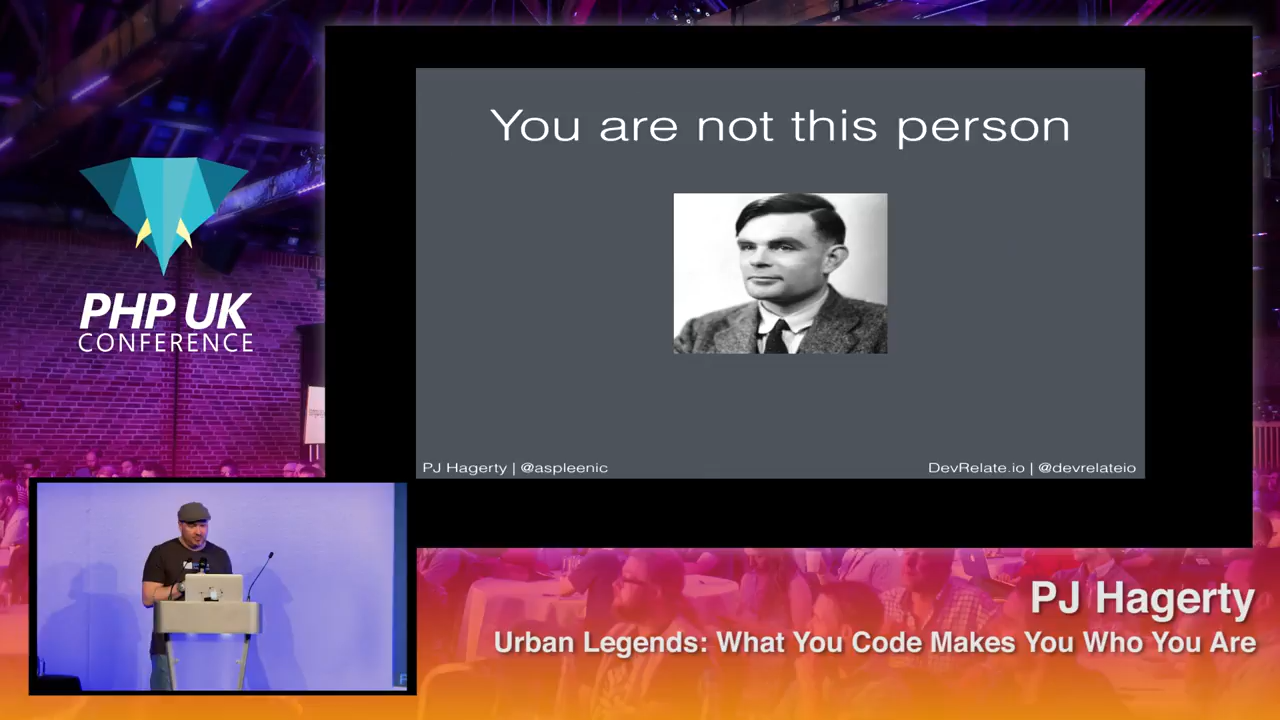 You are not this person
PJ Hagerty | @aspleenic
DevRelate.io | @devrelateio
PHP UK
CONFERENCE
PJ Hagerty
Urban Legends: What You Code Makes You Who You Are